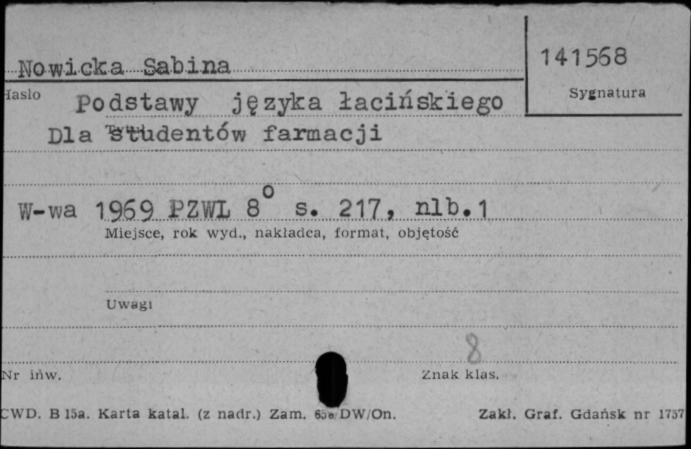 Nowicka Sabina
141568
Hasło
Sygnatura
Podstawy języka łacińskiego
Dla studentów farmacji
W-wa 1969 PZWL 8° s. 217, nlb.1
Miejsce, rok wyd., nakładca, format, objętość
Uwagi
8
Nr inw.
Znak klas.
CWD. B 15a. Karta katal. (z nadr.) Zam. DW/On.
Zakł. Graf. Gdańsk nr 1757